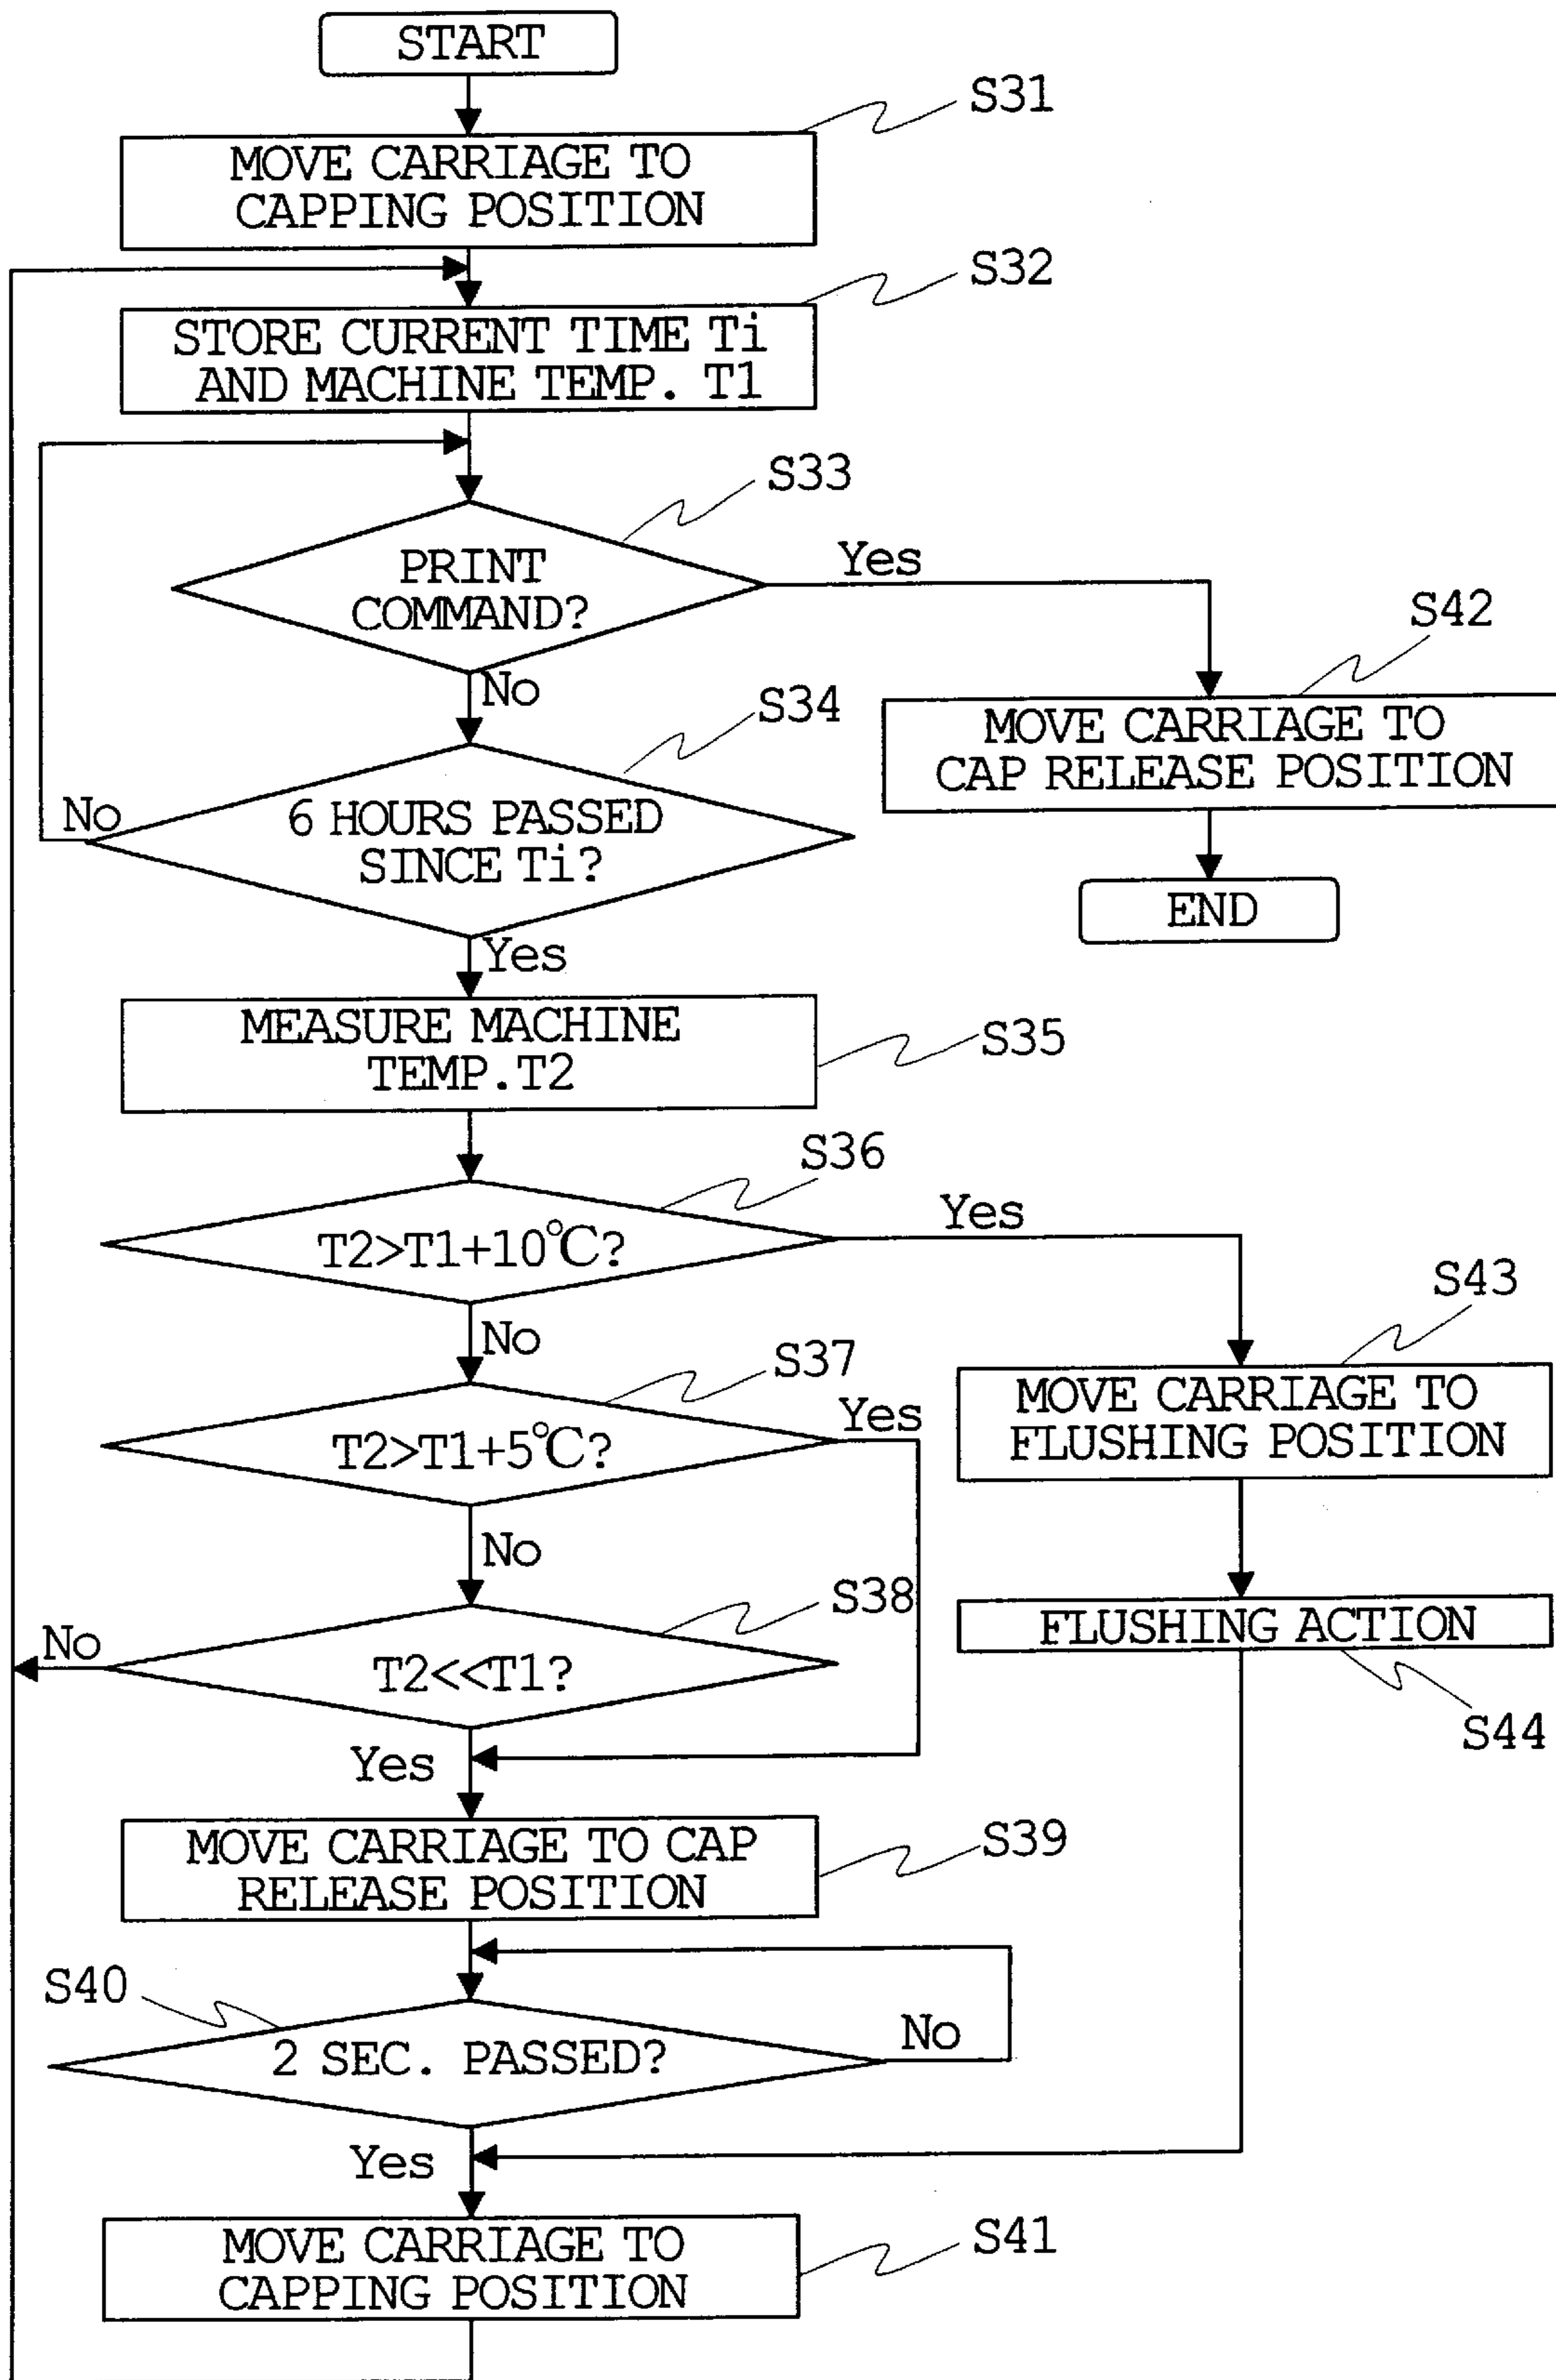 START
S31
MOVE CARRIAGE TO
CAPPING POSITION
S32
STORE CURRENT TIME Ti
AND MACHINE TEMP. T1
S33
PRINT
COMMAND?
Yes
No
S42
MOVE CARRIAGE TO
CAP RELEASE POSITION
END
S34
6 HOURS PASSED
SINCE Ti?
No
Yes
MEASURE MACHINE
TEMP.T2
S35
S36
T2>T1+10℃?
Yes
No
S43
MOVE CARRIAGE TO
FLUSHING POSITION
S37
T2>T1+5℃?
Yes
No
FLUSHING ACTION
S44
S38
T2<<T1?
No
Yes
MOVE CARRIAGE TO CAP
RELEASE POSITION
S39
S40
2 SEC. PASSED?
No
Yes
MOVE CARRIAGE TO
CAPPING POSITION
S41